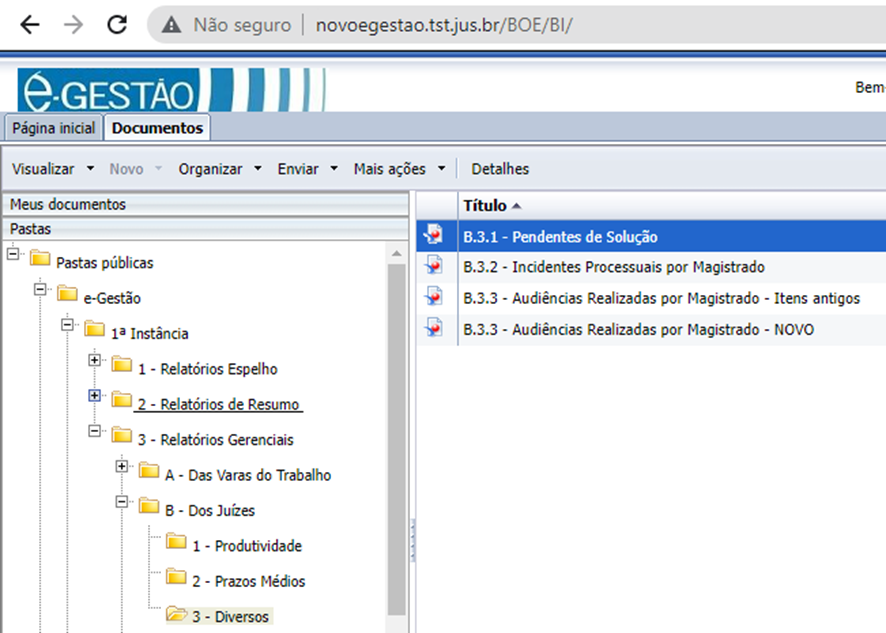 Não seguro
novoegestao.tst.jus.br/BOE/BI/
é-GESTÃO
Bem
Página inicial
Documentos
Visualizar
Novo
Organizar
Enviar
Mais ações
Detalhes
Meus documentos
Pastas
Pastas públicas
e-Gestão
1ª Instância
1 - Relatórios Espelho
2 - Relatórios de Resumo
3 - Relatórios Gerenciais
A - Das Varas do Trabalho
B - Dos Juízes
1 - Produtividade
2 - Prazos Médios
3 - Diversos
Título
B.3.1 - Pendentes de Solução
B.3.2 - Incidentes Processuais por Magistrado
B.3.3 - Audiências Realizadas por Magistrado - Itens antigos
B.3.3 - Audiências Realizadas por Magistrado - NOVO